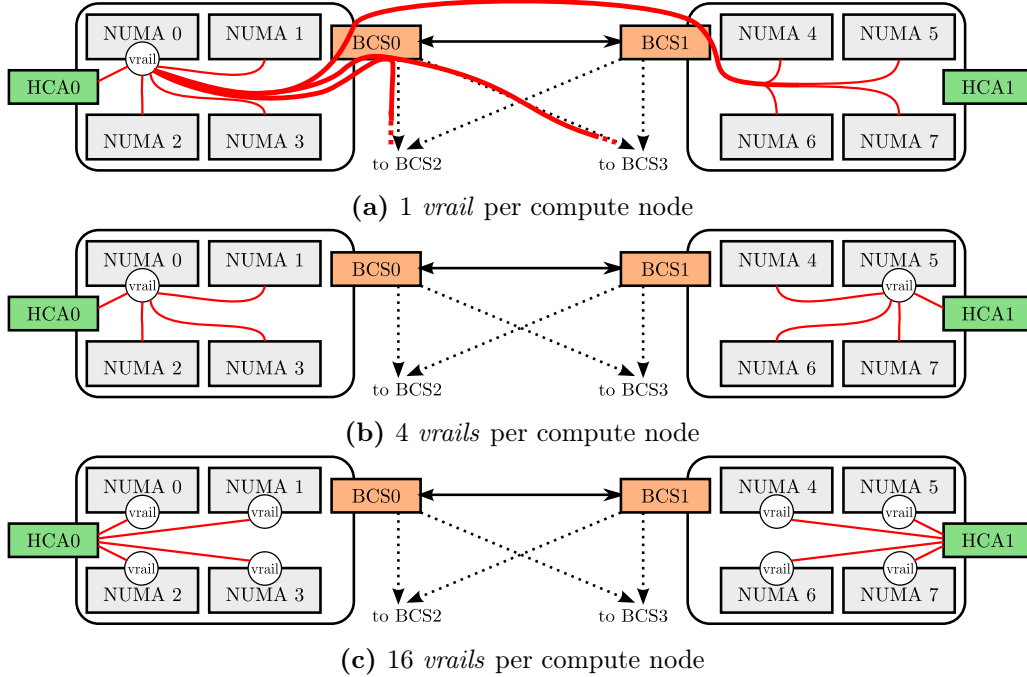 NUMA 0 NUMA 1 BCS0 BCS1 NUMA 4 NUMA 5
vrail
HCA0 HCA1
NUMA 2 NUMA 3 NUMA 6 NUMA 7
to BCS2 to BCS3
(a) 1 vrail per compute node
NUMA 0 NUMA 1 BCS0 BCS1 NUMA 4 NUMA 5
vrail vrail
HCA0 HCA1
NUMA 2 NUMA 3 NUMA 6 NUMA 7
to BCS2 to BCS3
(b) 4 vrails per compute node
NUMA 0 NUMA 1 BCS0 BCS1 NUMA 4 NUMA 5
vrail vrail vrail vrail
HCA0 HCA1
vrail vrail vrail vrail
NUMA 2 NUMA 3 NUMA 6 NUMA 7
to BCS2 to BCS3
(c) 16 vrails per compute node